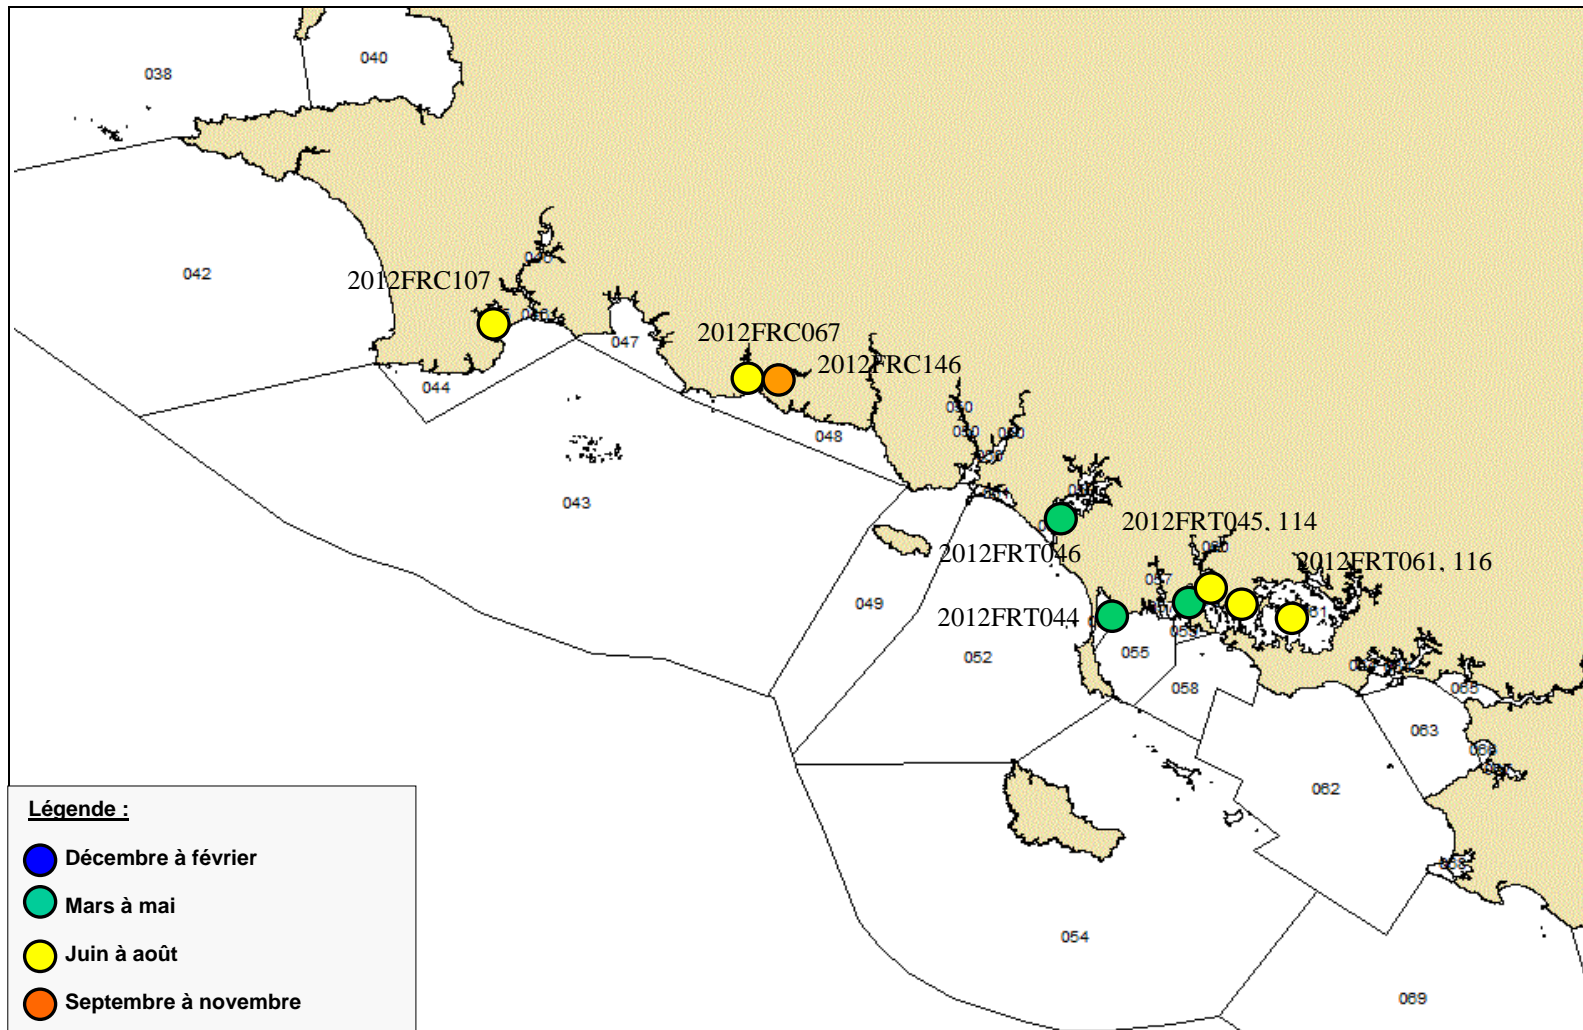 040
038
042
2012FRC107
047
2012FRC067
2012FRC146
044
048
043
2012FRT045, 114
2012FRT046
2012FRT061, 116
057
049
2012FRT044
052
055
058
063
062
054
069
Légende :
Décembre à février
Mars à mai
Juin à août
Septembre à novembre